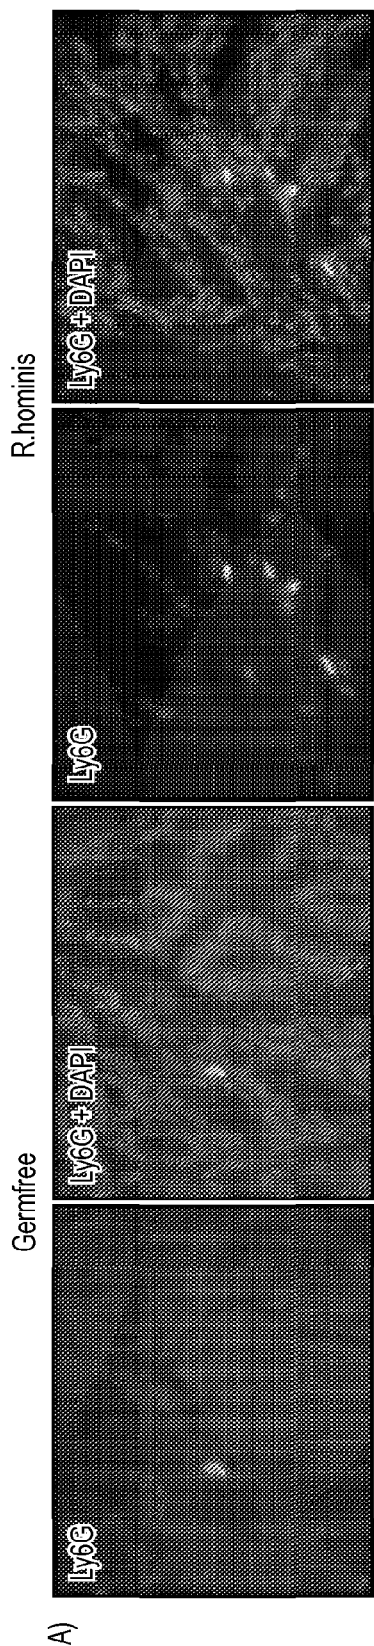 A)
Germfree
R.hominis
Ly6G
Ly6G + DAPI
Ly6G
Ly6G + DAPI